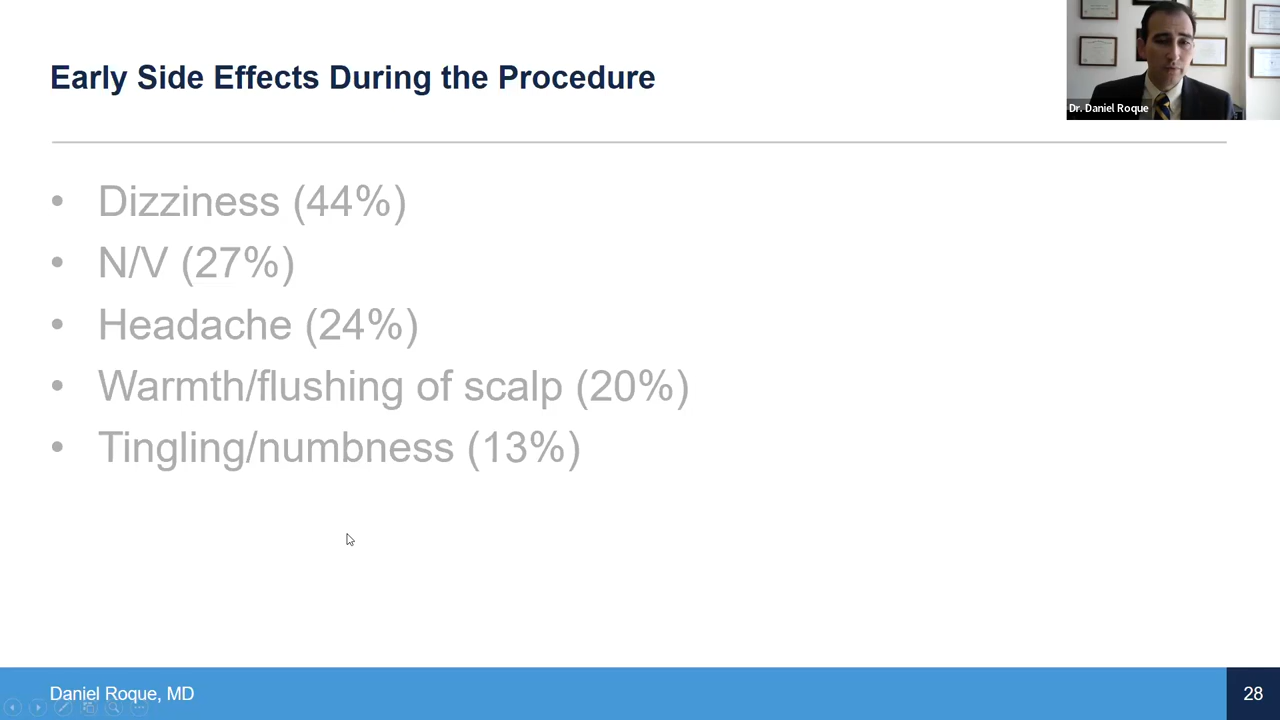 Early Side Effects During the Procedure
Dr. Daniel Roque
• Dizziness (44%)
• N/V (27%)
• Headache (24%)
• Warmth/flushing of scalp (20%)
• Tingling/numbness (13%)
Daniel Roque, MD
28